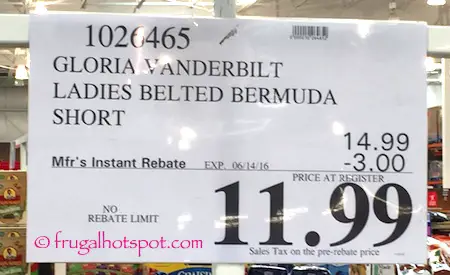 1026465
GLORIA VANDERBILT
LADIES BELTED BERMUDA
SHORT
14.99
Mfr's Instant Rebate EXP. 06/14/16 -3.00
PRICE AT REGISTER
NO
REBATE LIMIT
11.99
Sales Tax on the pre-rebate price
© frugalhotspot.com